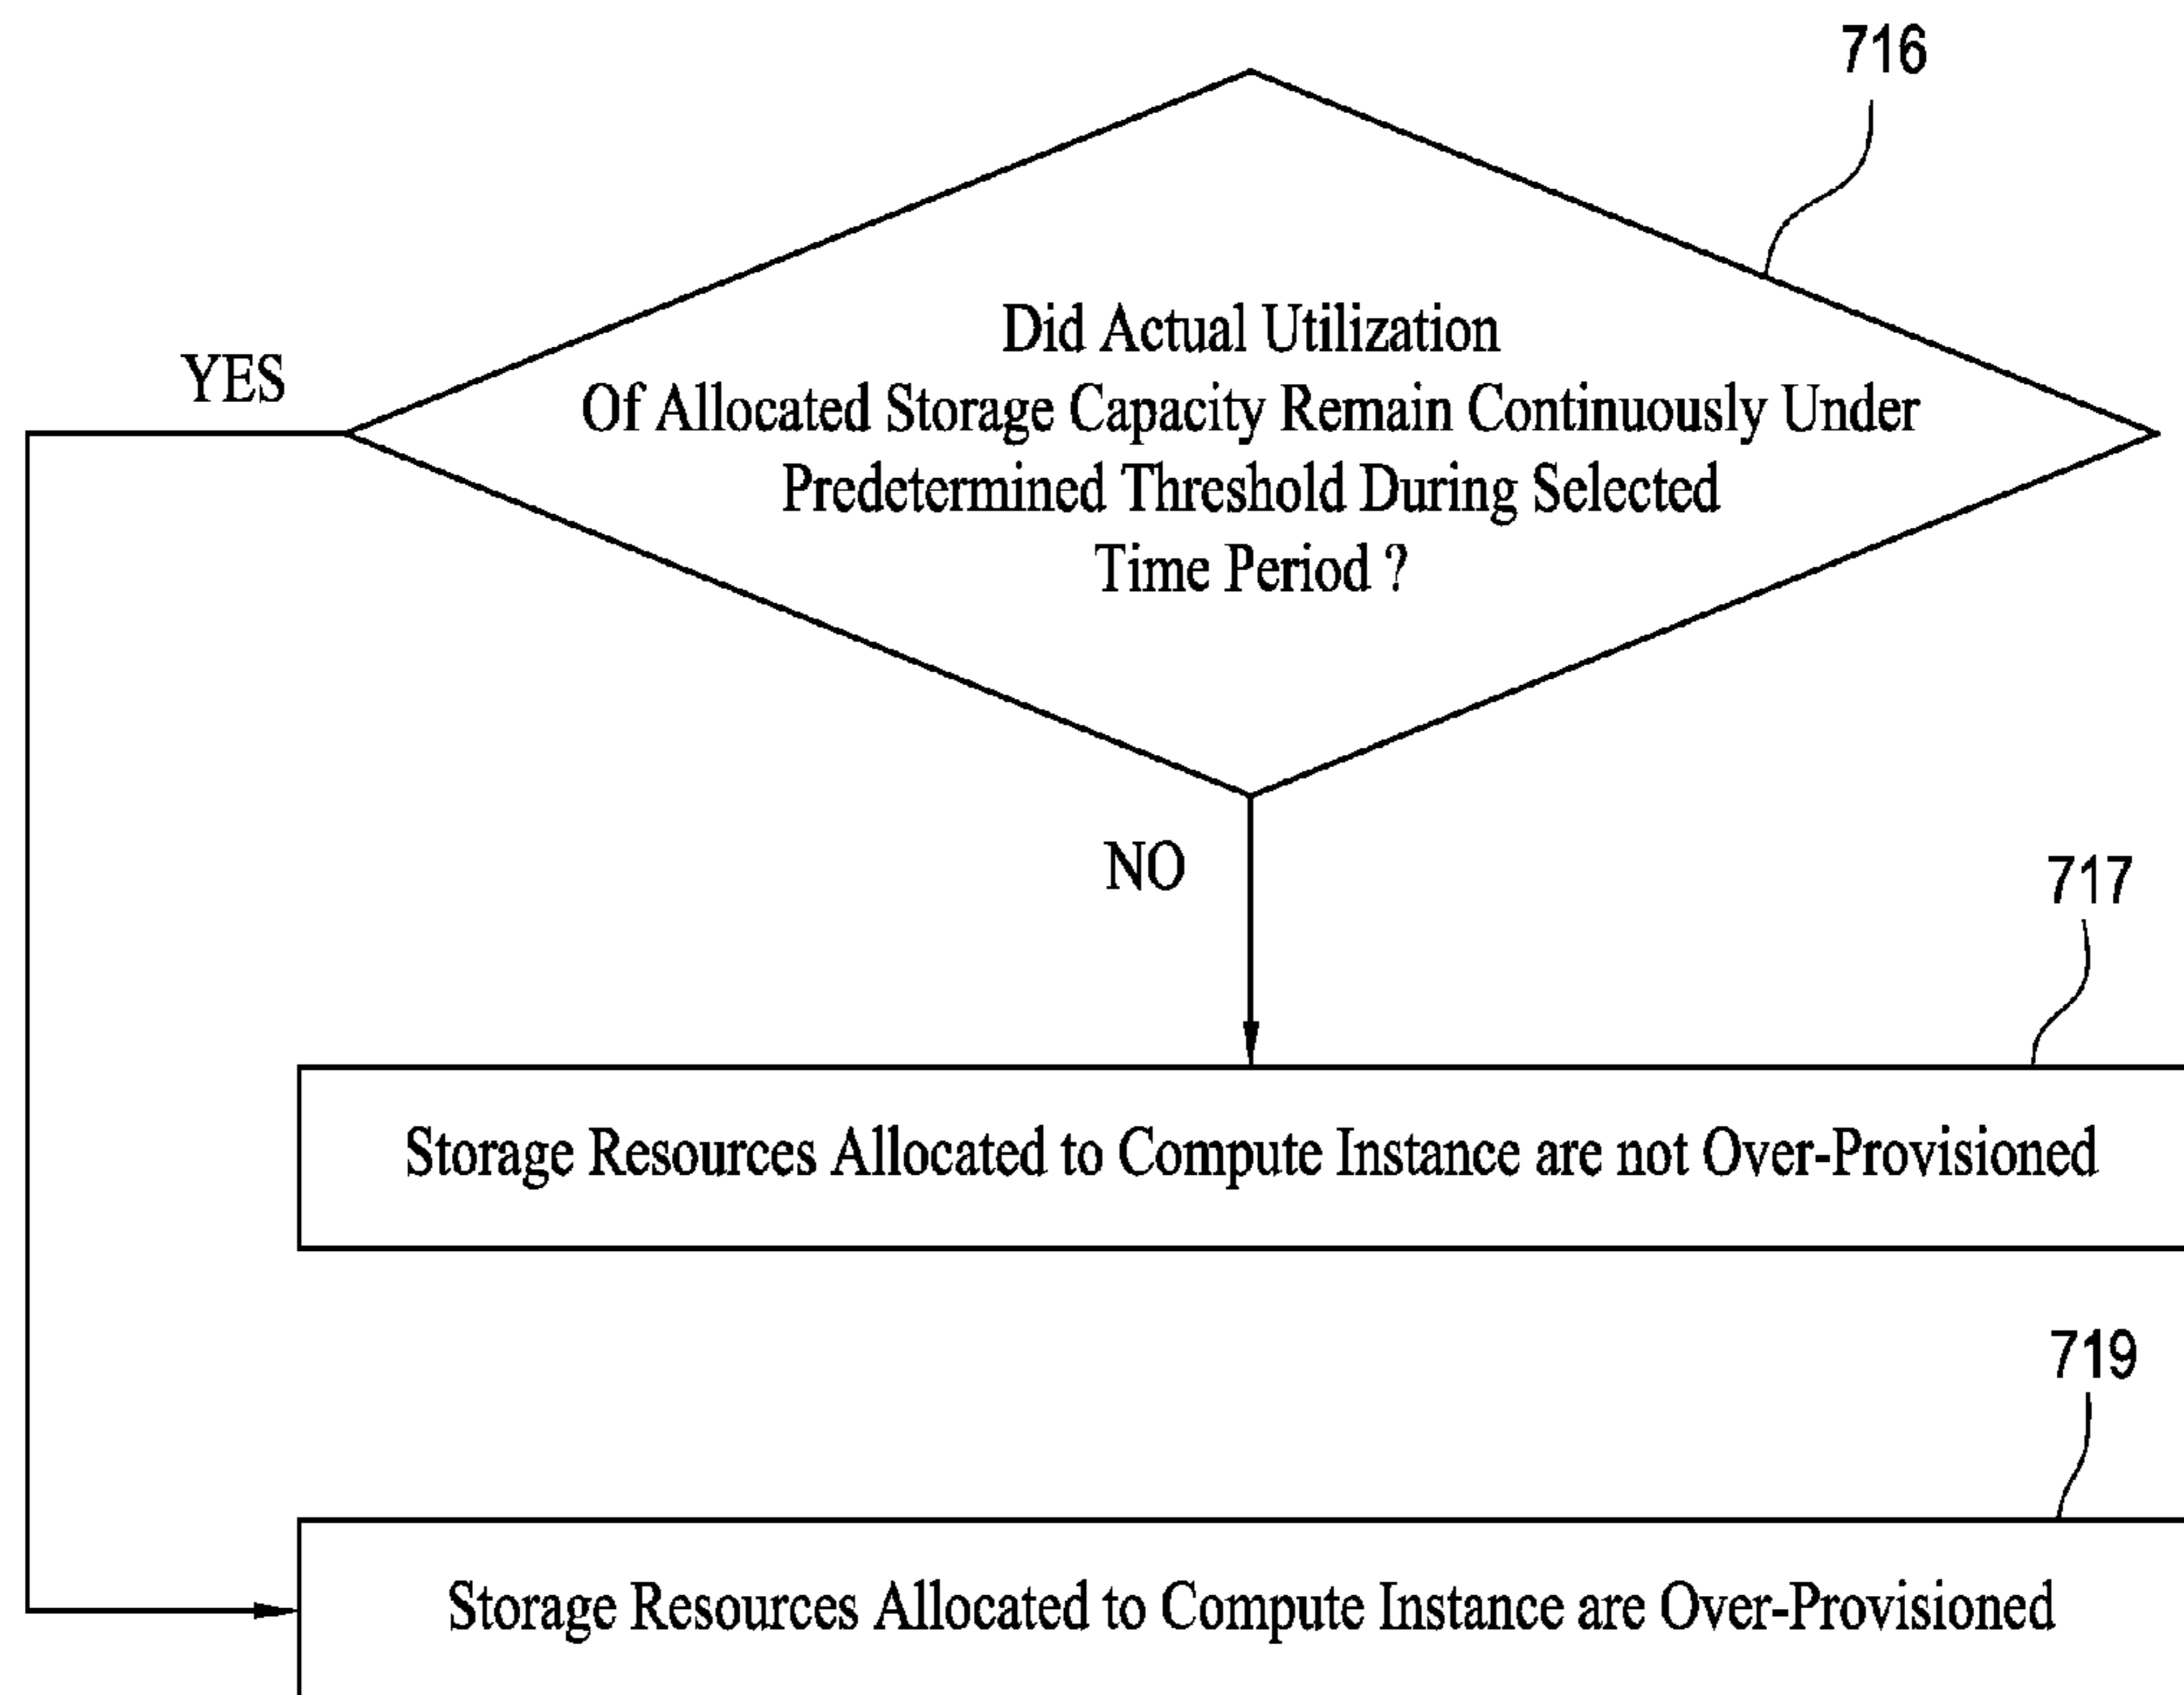 716
Did Actual Utilization
Of Allocated Storage Capacity Remain Continuously Under
Predetermined Threshold During Selected
Time Period ?
YES
NO
717
Storage Resources Allocated to Compute Instance are not Over-Provisioned
719
Storage Resources Allocated to Compute Instance are Over-Provisioned